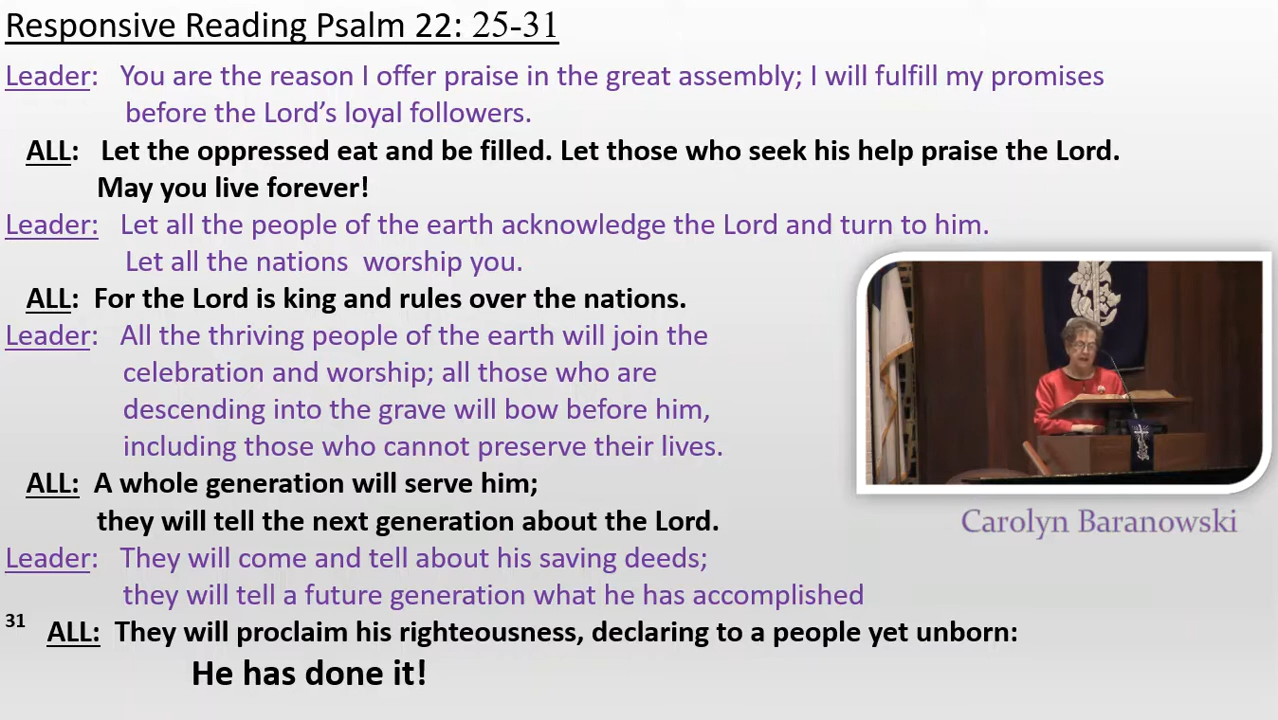 Responsive Reading Psalm 22: 25-31
Leader: You are the reason I offer praise in the great assembly; I will fulfill my promises
before the Lord’s loyal followers.
ALL: Let the oppressed eat and be filled. Let those who seek his help praise the Lord.
May you live forever!
Leader: Let all the people of the earth acknowledge the Lord and turn to him.
Let all the nations worship you.
ALL: For the Lord is king and rules over the nations.
Leader: All the thriving people of the earth will join the
celebration and worship; all those who are
descending into the grave will bow before him,
including those who cannot preserve their lives.
ALL: A whole generation will serve him;
they will tell the next generation about the Lord.
Leader: They will come and tell about his saving deeds;
they will tell a future generation what he has accomplished
31 ALL: They will proclaim his righteousness, declaring to a people yet unborn:
He has done it!
Carolyn Baranowski